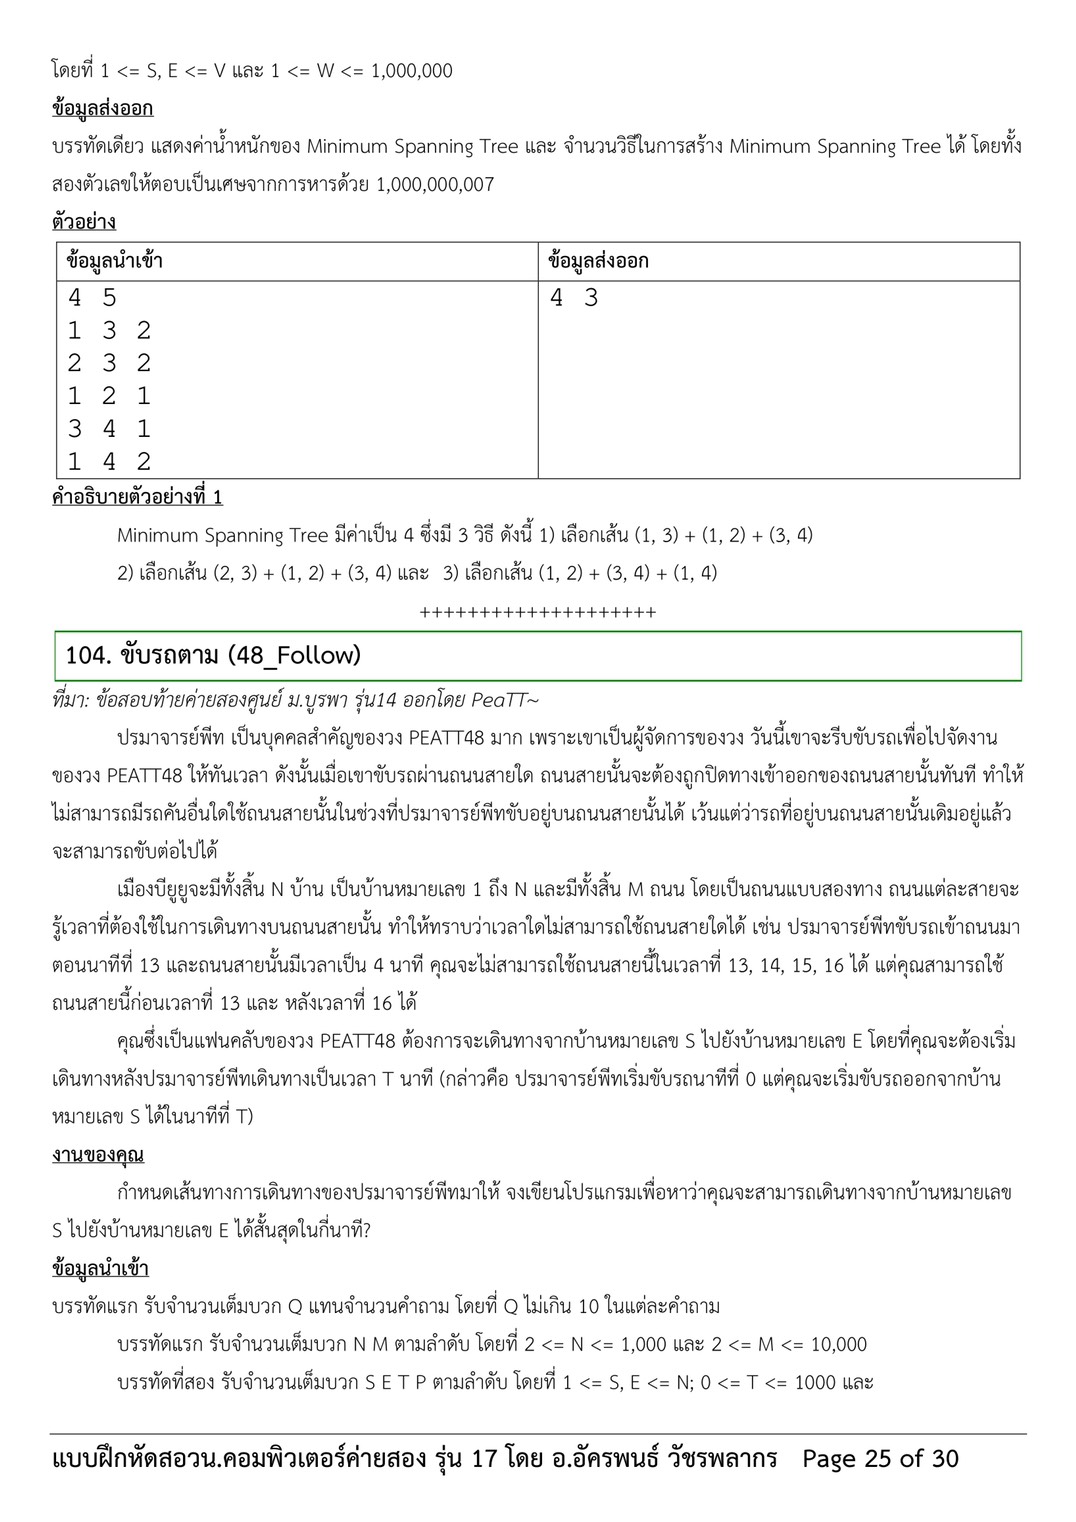 โดยที่ 1 <= S, E <= V และ 1 <= W <= 1,000,000
ข้อมูลส่งออก
บรรทัดเดียว แสดงค่าน้ำหนักของ Minimum Spanning Tree และ จำนวนวิธีในการสร้าง Minimum Spanning Tree ได้ โดยทั้ง
สองตัวเลขให้ตอบเป็นเศษจากการหารด้วย 1,000,000,007
ตัวอย่าง
ข้อมูลนำเข้า ข้อมูลส่งออก
4 5 4 3
1 3 2
2 3 2
1 2 1
3 4 1
1 4 2
คำอธิบายตัวอย่างที่ 1
Minimum Spanning Tree มีค่าเป็น 4 ซึ่งมี 3 วิธี ดังนี้ 1) เลือกเส้น (1, 3) + (1, 2) + (3, 4)
2) เลือกเส้น (2, 3) + (1, 2) + (3, 4) และ 3) เลือกเส้น (1, 2) + (3, 4) + (1, 4)
++++++++++++++++++++
104. ขับรถตาม (48_Follow)
ที่มา: ข้อสอบท้ายค่ายสองศูนย์ ม.บูรพา รุ่น14 ออกโดย PeaTT~
ปรมาจารย์พีท เป็นบุคคลสำคัญของวง PEATT48 มาก เพราะเขาเป็นผู้จัดการของวง วันนี้เขาจะรีบขับรถเพื่อไปจัดงาน
ของวง PEATT48 ให้ทันเวลา ดังนั้นเมื่อเขาขับรถผ่านถนนสายใด ถนนสายนั้นจะต้องถูกปิดทางเข้าออกของถนนสายนั้นทันที ทำให้
ไม่สามารถมีรถคันอื่นใดใช้ถนนสายนั้นในช่วงที่ปรมาจารย์พีทขับอยู่บนถนนสายนั้นได้ เว้นแต่ว่ารถที่อยู่บนถนนสายนั้นเดิมอยู่แล้ว
จะสามารถขับต่อไปได้
เมืองบียูยูจะมีทั้งสิ้น N บ้าน เป็นบ้านหมายเลข 1 ถึง N และมีทั้งสิ้น M ถนน โดยเป็นถนนแบบสองทาง ถนนแต่ละสายจะ
รู้เวลาที่ต้องใช้ในการเดินทางบนถนนสายนั้น ทำให้ทราบว่าเวลาใดไม่สามารถใช้ถนนสายใดได้ เช่น ปรมาจารย์พีทขับรถเข้าถนนมา
ตอนนาทีที่ 13 และถนนสายนั้นมีเวลาเป็น 4 นาที คุณจะไม่สามารถใช้ถนนสายนี้ในเวลาที่ 13, 14, 15, 16 ได้ แต่คุณสามารถใช้
ถนนสายนี้ก่อนเวลาที่ 13 และ หลังเวลาที่ 16 ได้
คุณซึ่งเป็นแฟนคลับของวง PEATT48 ต้องการจะเดินทางจากบ้านหมายเลข S ไปยังบ้านหมายเลข E โดยที่คุณจะต้องเริ่ม
เดินทางหลังปรมาจารย์พีทเดินทางเป็นเวลา T นาที (กล่าวคือ ปรมาจารย์พีทเริ่มขับรถนาทีที่ 0 แต่คุณจะเริ่มขับรถออกจากบ้าน
หมายเลข S ได้ในนาทีที่ T)
งานของคุณ
กำหนดเส้นทางการเดินทางของปรมาจารย์พีทมาให้ จงเขียนโปรแกรมเพื่อหาว่าคุณจะสามารถเดินทางจากบ้านหมายเลข
S ไปยังบ้านหมายเลข E ได้สั้นสุดในกี่นาที?
ข้อมูลนำเข้า
บรรทัดแรก รับจำนวนเต็มบวก Q แทนจำนวนคำถาม โดยที่ Q ไม่เกิน 10 ในแต่ละคำถาม
บรรทัดแรก รับจำนวนเต็มบวก N M ตามลำดับ โดยที่ 2 <= N <= 1,000 และ 2 <= M <= 10,000
บรรทัดที่สอง รับจำนวนเต็มบวก S E T P ตามลำดับ โดยที่ 1 <= S, E <= N; 0 <= T <= 1000 และ
แบบฝึกหัดสอวน.คอมพิวเตอร์ค่ายสอง รุ่น 17 โดย อ.อัครพนธ์ วัชรพลากร Page 25 of 30